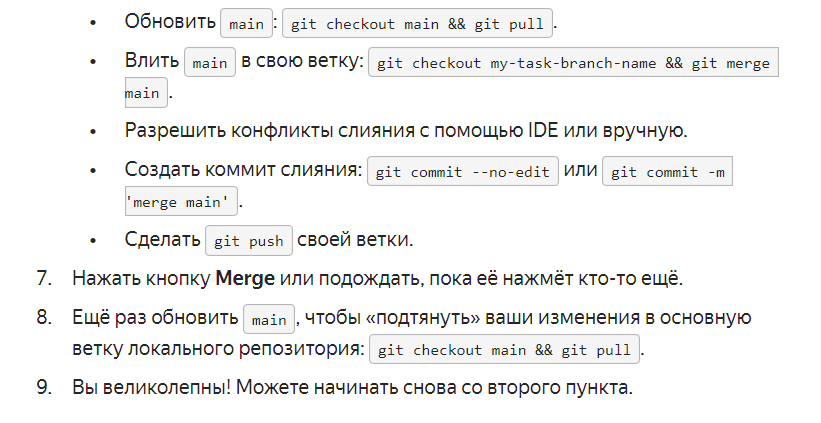 • Обновить main: git checkout main && git pull.
• Влить main в свою ветку: git checkout my-task-branch-name && git merge
main.
• Разрешить конфликты слияния с помощью IDE или вручную.
• Создать коммит слияния: git commit --no-edit или git commit -m
'merge main'.
• Сделать git push своей ветки.
7. Нажать кнопку Merge или подождать, пока её нажмёт кто-то ещё.
8. Ещё раз обновить main, чтобы «подтянуть» ваши изменения в основную
ветку локального репозитория: git checkout main && git pull.
9. Вы великолепны! Можете начинать снова со второго пункта.